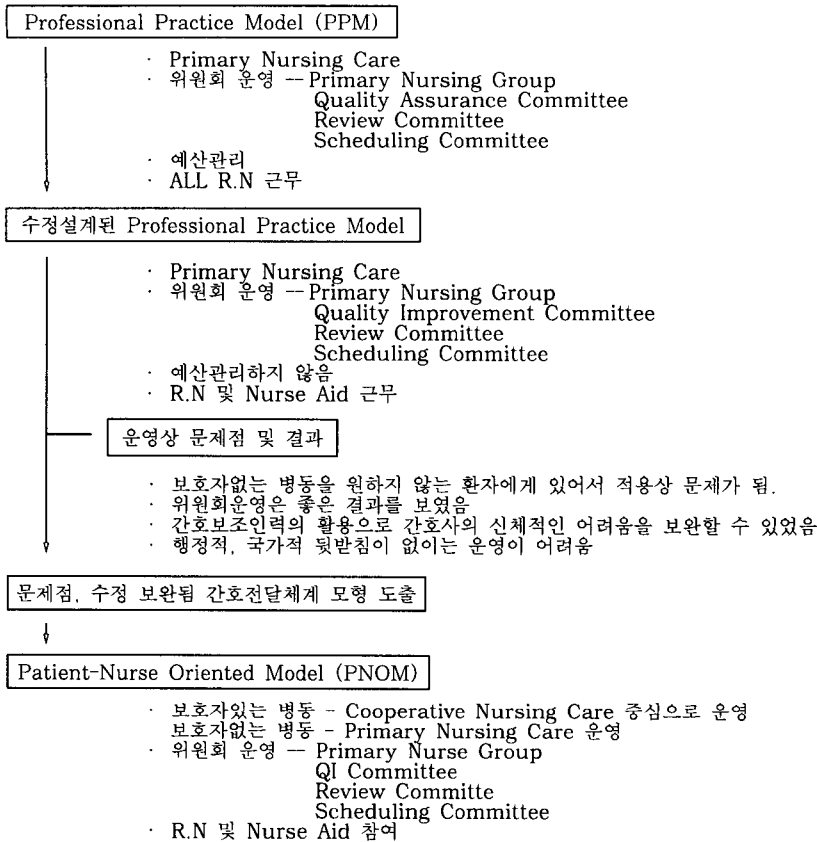 Professional Practice Model (PPM)
· Primary Nursing Care
· 위원회 운영 -- Primary Nursing Group
Quality Assurance Committee
Review Committee
Scheduling Committee
· 예산관리
· ALL R.N 근무
수정설계된 Professional Practice Model
· Primary Nursing Care
· 위원회 운영 -- Primary Nursing Group
Quality Improvement Committee
Review Committee
Scheduling Committee
· 예산관리하지 않음
· R.N 및 Nurse Aid 근무
운영상 문제점 및 결과
· 보호자없는 병동을 원하지 않는 환자에게 있어서 적용상 문제가 됨.
· 위원회운영은 좋은 결과를 보였음
· 간호보조인력의 활용으로 간호사의 신체적인 어려움을 보완할 수 있었음
· 행정적, 국가적 뒷받침이 없이는 운영이 어려움
문제점, 수정 보완됨 간호전달체계 모형 도출
Patient-Nurse Oriented Model (PNOM)
· 보호자있는 병동 - Cooperative Nursing Care 중심으로 운영
보호자없는 병동 - Primary Nursing Care 운영
· 위원회 운영 -- Primary Nurse Group
QI Committee
Review Committe
Scheduling Committee
· R.N 및 Nurse Aid 참여